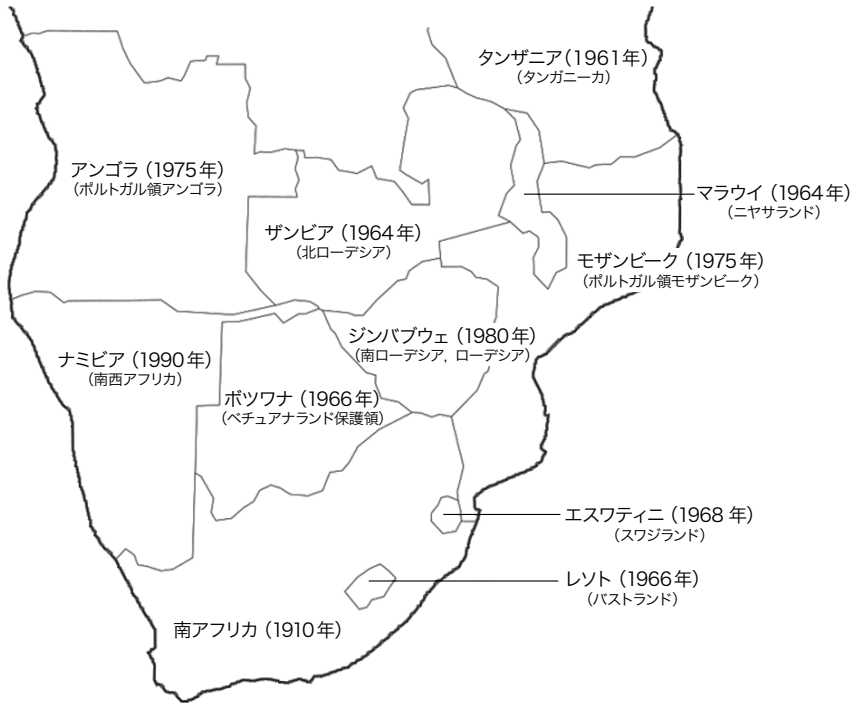 タンザニア(1961年)
(タンガニーカ)
アンゴラ(1975年)
(ポルトガル領アンゴラ)
マラウイ(1964年)
(ニヤサランド)
ザンビア(1964年)
(北ローデシア)
モザンビーク(1975年)
(ポルトガル領モザンビーク)
ジンバブウェ(1980年)
(南ローデシア,ローデシア)
ナミビア(1990年)
(南西アフリカ)
ボツワナ(1966年)
(ベチュアナランド保護領)
エスワティニ(1968 年)
(スワジランド)
レソト(1966年)
(バストランド)
南アフリカ(1910年)